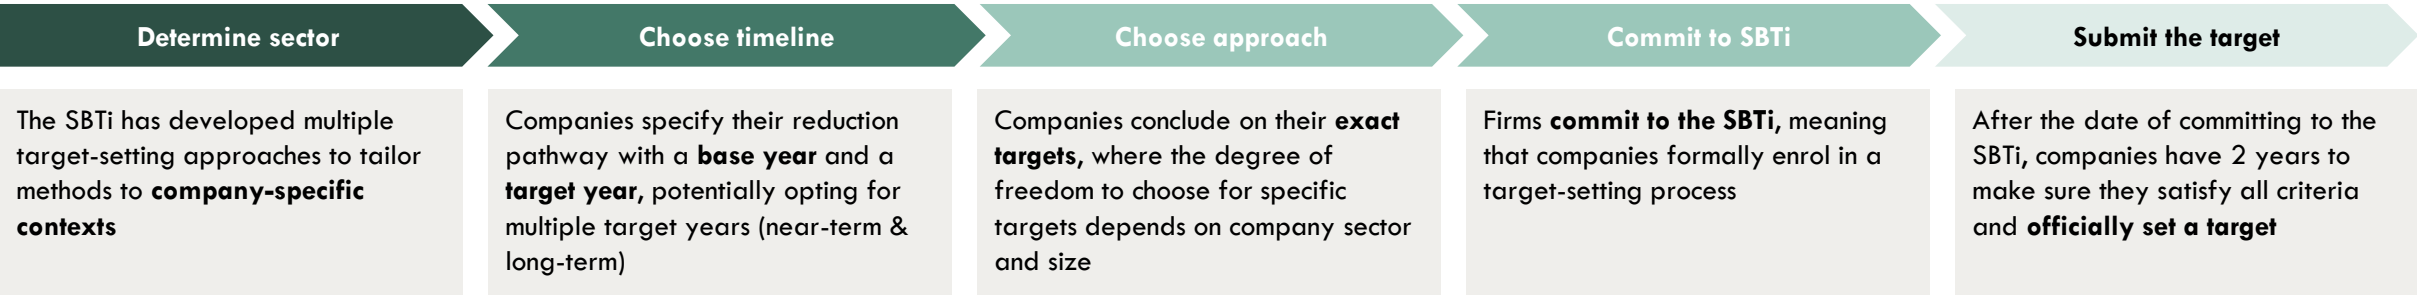 Determine sector
Choose timeline
Choose approach
Commit to SBTi
Submit the target
The SBTi has developed multiple
target-setting approaches to tailor
methods to company-specific
contexts
Companies specify their reduction
pathway with a base year and a
target year, potentially opting for
multiple target years (near-term &
long-term)
Companies conclude on their exact
targets, where the degree of
freedom to choose for specific
targets depends on company sector
and size
Firms commit to the SBTi, meaning
that companies formally enrol in a
target-setting process
After the date of committing to the
SBTi, companies have 2 years to
make sure they satisfy all criteria
and officially set a target